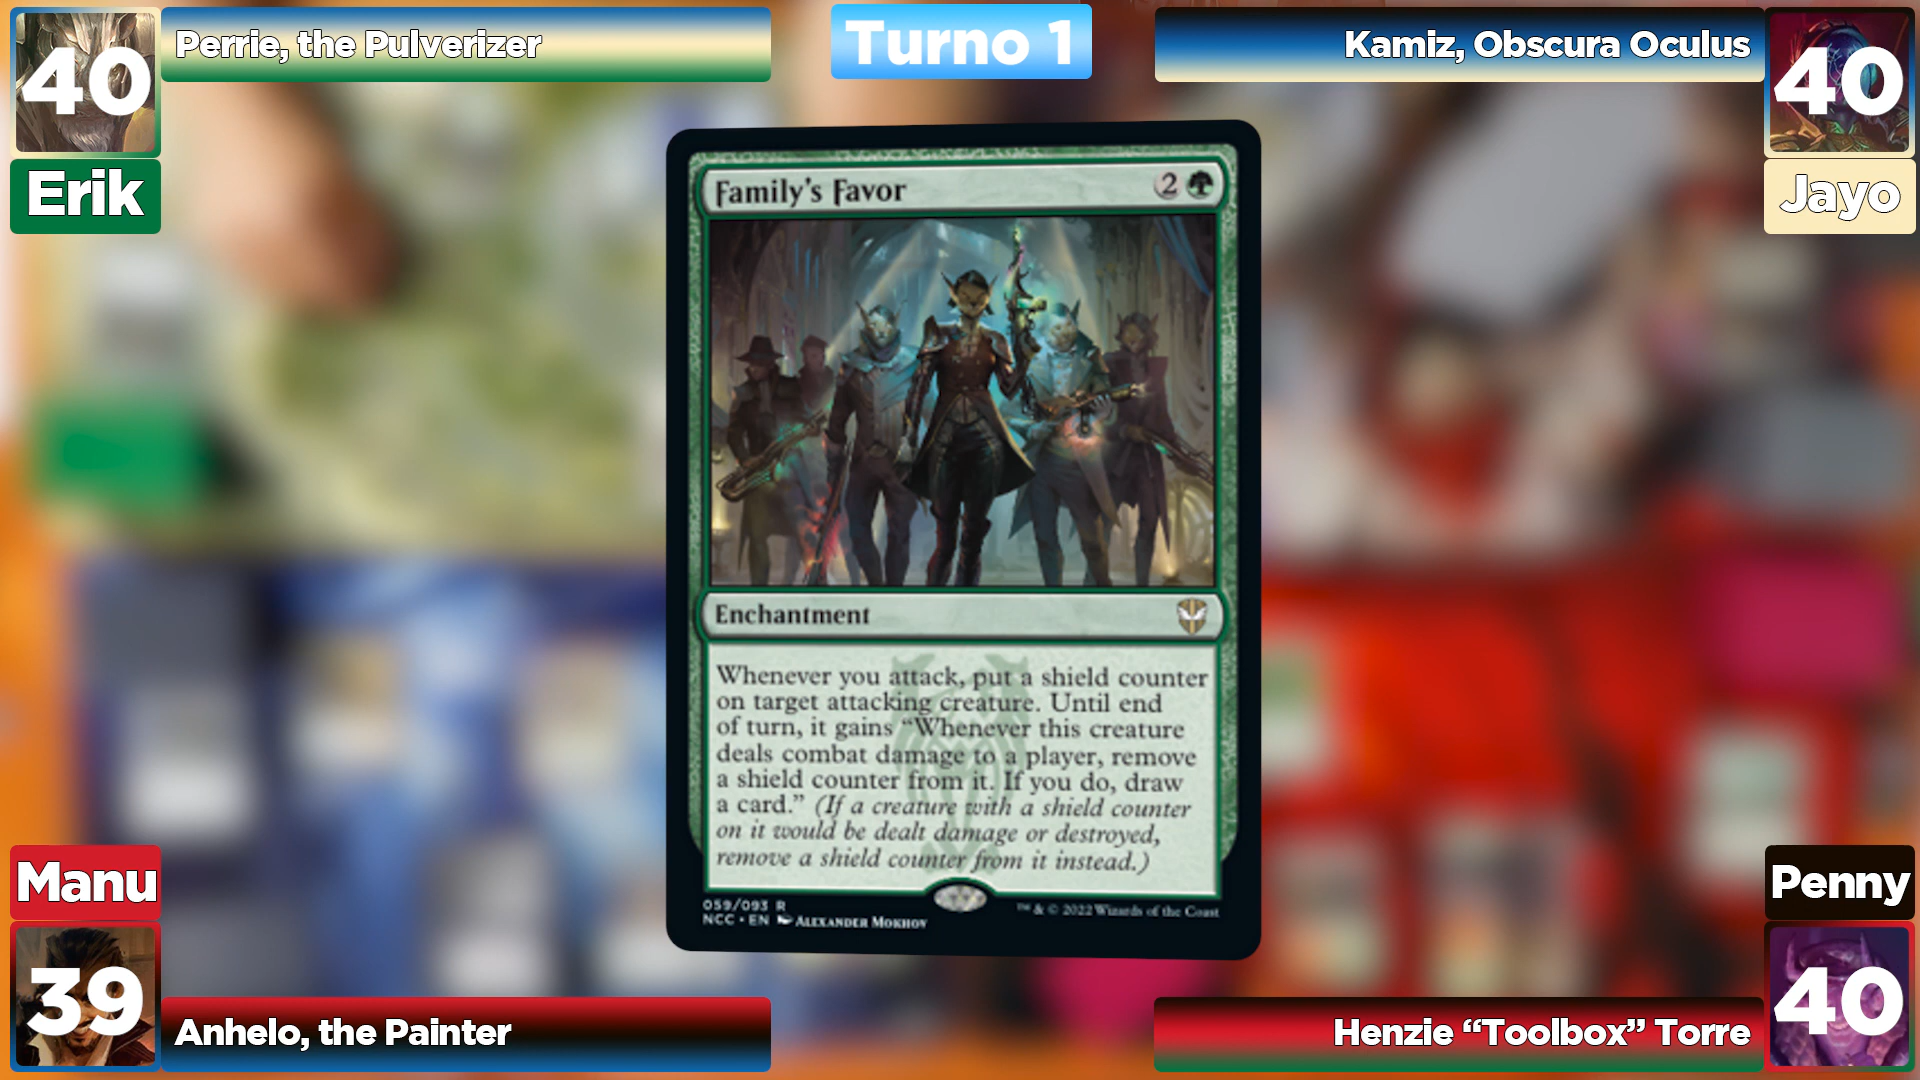 40
Perrie, the Pulverizer
Turno 1
Kamiz, Obscura Oculus
40
Erik
Jayo
Family's Favor
2
Enchantment
Whenever you attack, put a shield counter
on target attacking creature. Until end
of turn, it gains “Whenever this creature
deals combat damage to a player, remove
a shield counter from it. If you do, draw
a card.” (If a creature with a shield counter
on it would be dealt damage or destroyed,
remove a shield counter from it instead.)
059/093 R
NCC • EN ALEXANDER MOKHOV
™ & © 2022 Wizards of the Coast
Manu
Penny
39
Anhelo, the Painter
Henzie “Toolbox” Torre
40